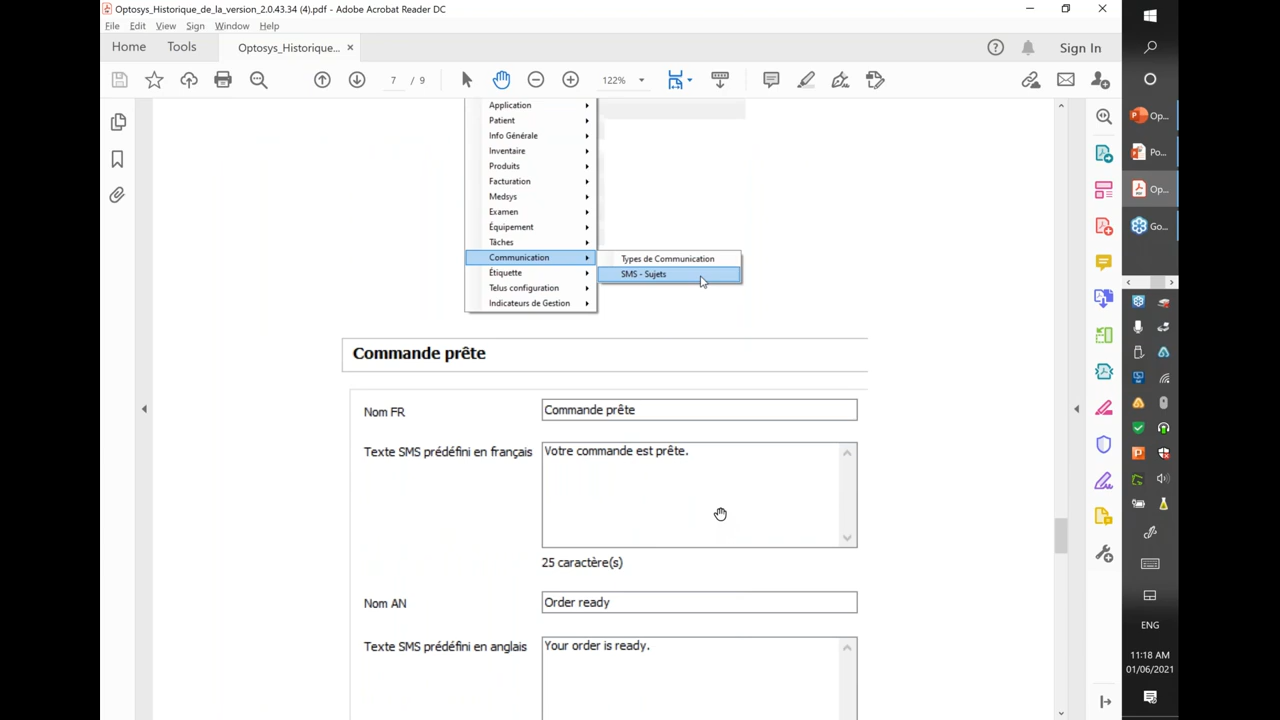 Optosys_Historique_de_la_version_2.0.43.34 (4).pdf - Adobe Acrobat Reader DC
File Edit View Sign Window Help
Home Tools Optosys_Historique... × Sign In
7 / 9 122%
Application
Patient
Info Générale
Inventaire
Produits
Facturation
Medsys
Examen
Équipement
Tâches
Communication
Étiquette
Telus configuration
Indicateurs de Gestion
Types de Communication
SMS - Sujets
Commande prête
Nom FR Commande prête
Texte SMS prédéfini en français Votre commande est prête.
25 caractère(s)
Nom AN Order ready
Texte SMS prédéfini en anglais Your order is ready.
Op...
Po...
Op...
Go...
ENG
11:18 AM
01/06/2021